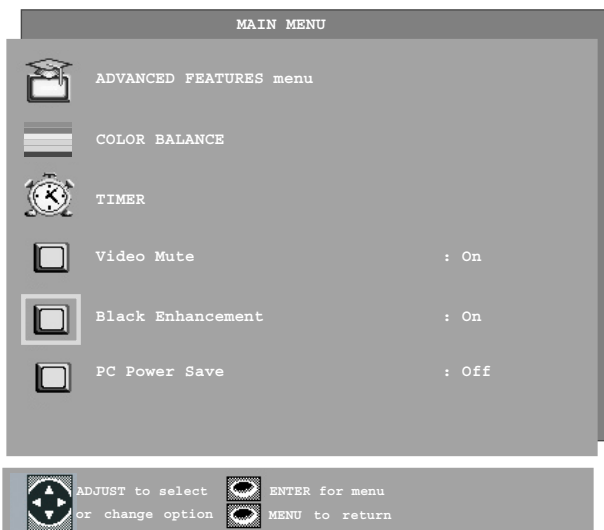 MAIN MENU
ADVANCED FEATURES menu
COLOR BALANCE
TIMER
Video Mute : On
Black Enhancement : On
PC Power Save : Off
ADJUST to select ENTER for menu
or change option MENU to return